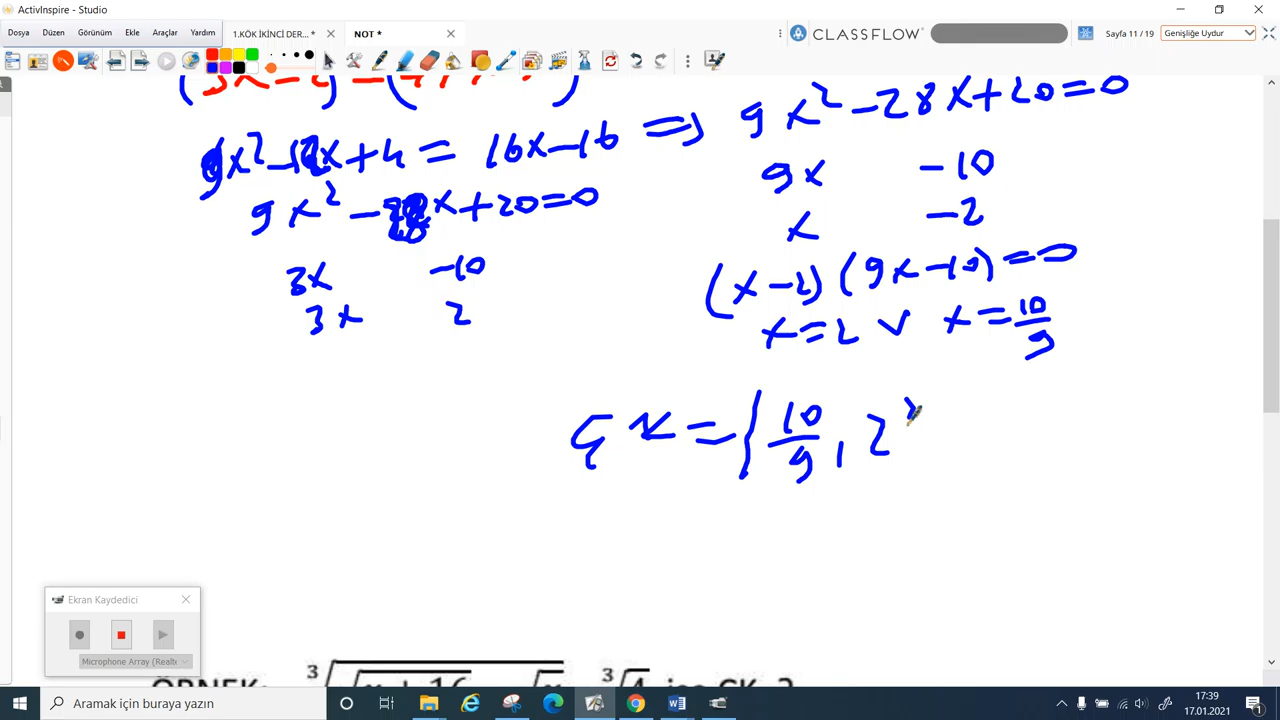 ActivInspire - Studio
Dosya Düzen Görünüm Ekle Araçlar Yardım
1.KÖK İKİNCİ DER... *
NOT *
CLASSFLOW
Sayfa 11 / 19
Genişliğe Uydur
9x² - 12x + 4 = 16x - 16 ⇒ 9x² - 28x + 20 = 0
9x² - 28x + 20 = 0
9x -10
x -2
3x -10
3x 2
(x - 2) (9x - 10) = 0
x = 2 ∨ x = 10/9
ÇK = { 10/9 , 2
Ekran Kaydedici
Microphone Array (Realte
Aramak için buraya yazın
17:39
17.01.2021
1